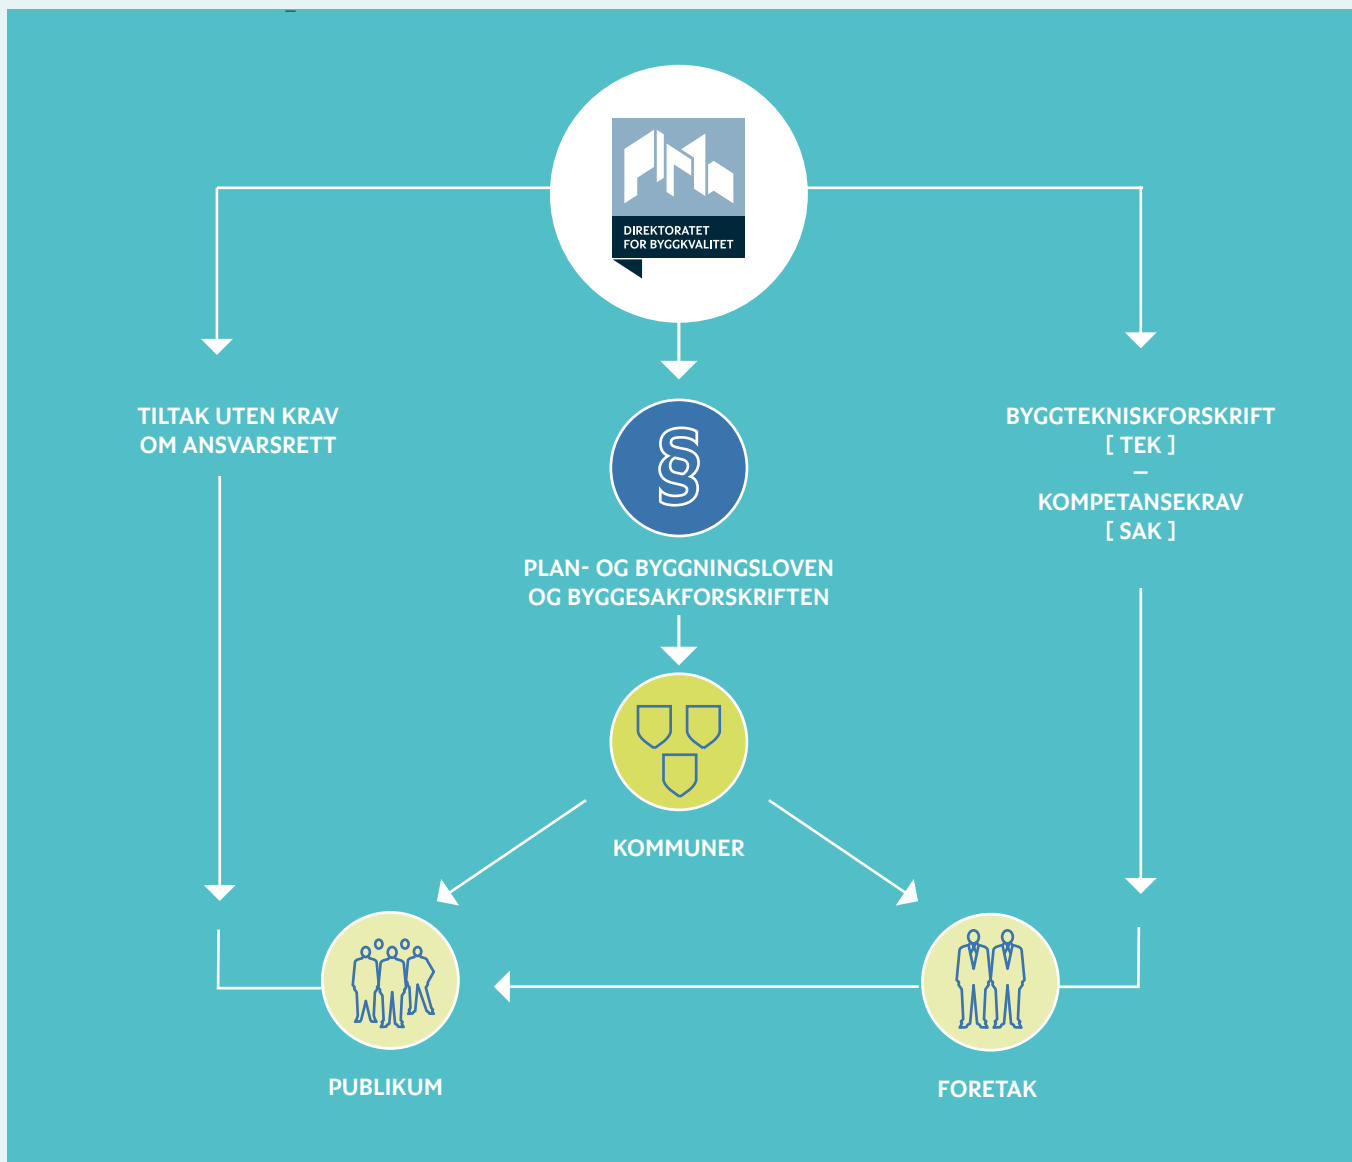 DIREKTORATET
FOR BYGGKVALITET
TILTAK UTEN KRAV
OM ANSVARSRETT
BYGGTEKNISKFORSKRIFT
[ TEK ]
–
KOMPETANSEKRAV
[ SAK ]
§
PLAN- OG BYGGNINGSLOVEN
OG BYGGESAKFORSKRIFTEN
KOMMUNER
PUBLIKUM
FORETAK